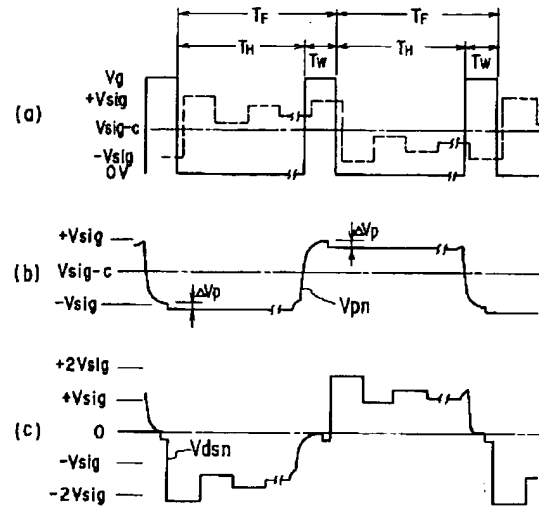 TF TF
TH TW TH TW
(a)
Vg
+Vsig
Vsig-c
-Vsig
0V
(b)
+Vsig
Vsig-c
-Vsig
ΔVp
ΔVp
Vpn
(c)
+2Vsig
+Vsig
0
-Vsig
-2Vsig
Vdsn